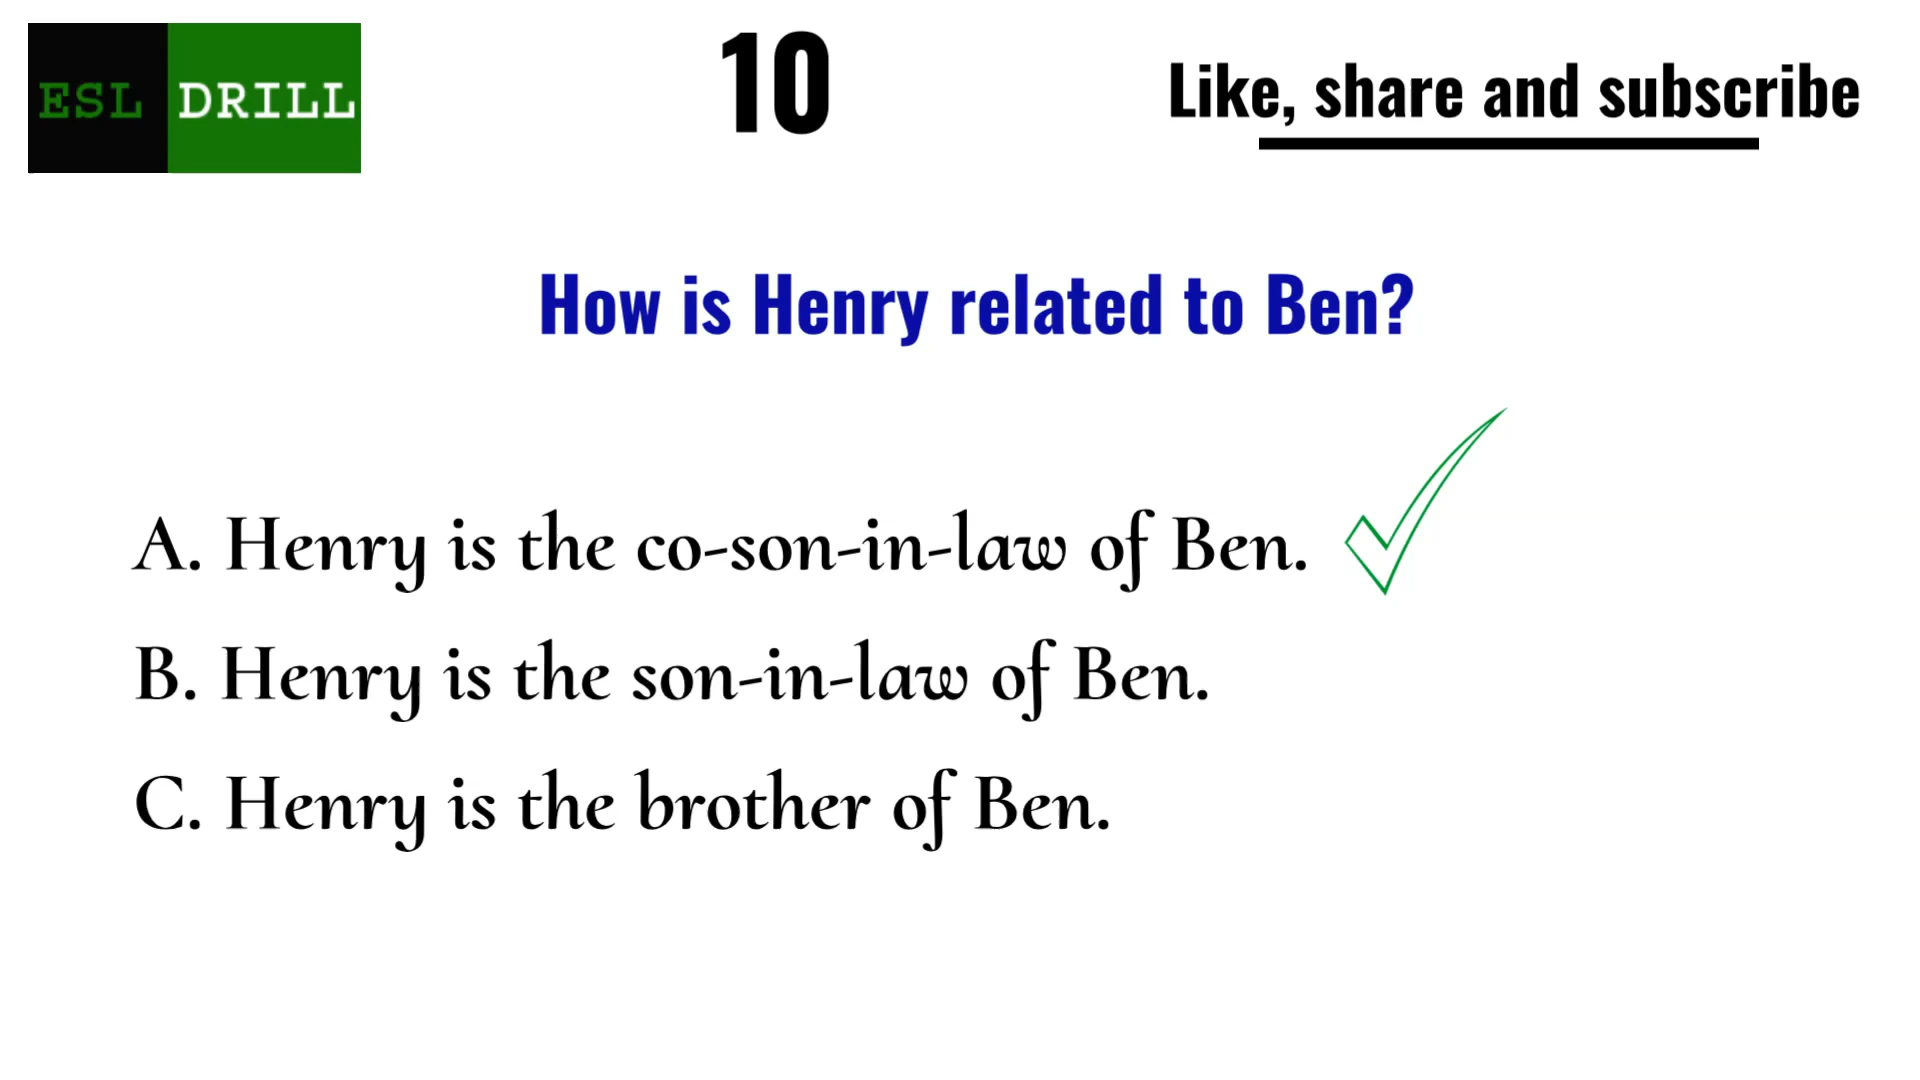 ESL DRILL
10
Like, share and subscribe
How is Henry related to Ben?
A. Henry is the co-son-in-law of Ben.
B. Henry is the son-in-law of Ben.
C. Henry is the brother of Ben.